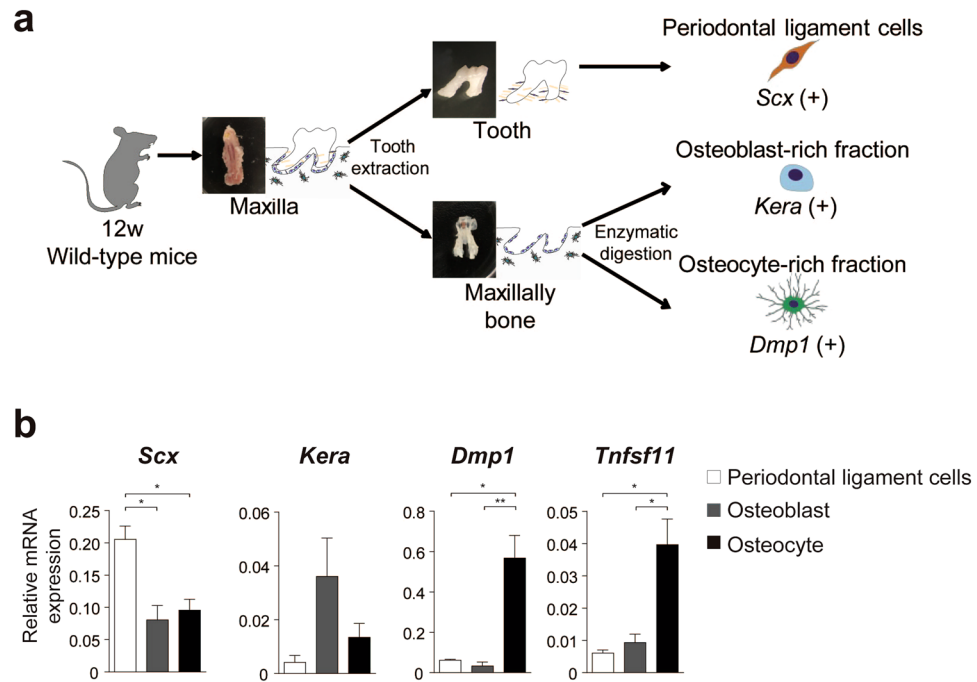 a
Periodontal ligament cells
Scx (+)
Tooth
Tooth
extraction
Osteoblast-rich fraction
Kera (+)
Maxilla
12w
Wild-type mice
Enzymatic
digestion
Osteocyte-rich fraction
Maxillally
bone
Dmp1 (+)
b
Scx
Kera
Dmp1
Tnfsf11
Periodontal ligament cells
Osteoblast
Osteocyte
Relative mRNA
expression
* *
0.25
0.20
0.15
0.10
0.05
0
0.06
0.04
0.02
0
* **
0.8
0.6
0.4
0.2
0
* *
0.05
0.04
0.03
0.02
0.01
0